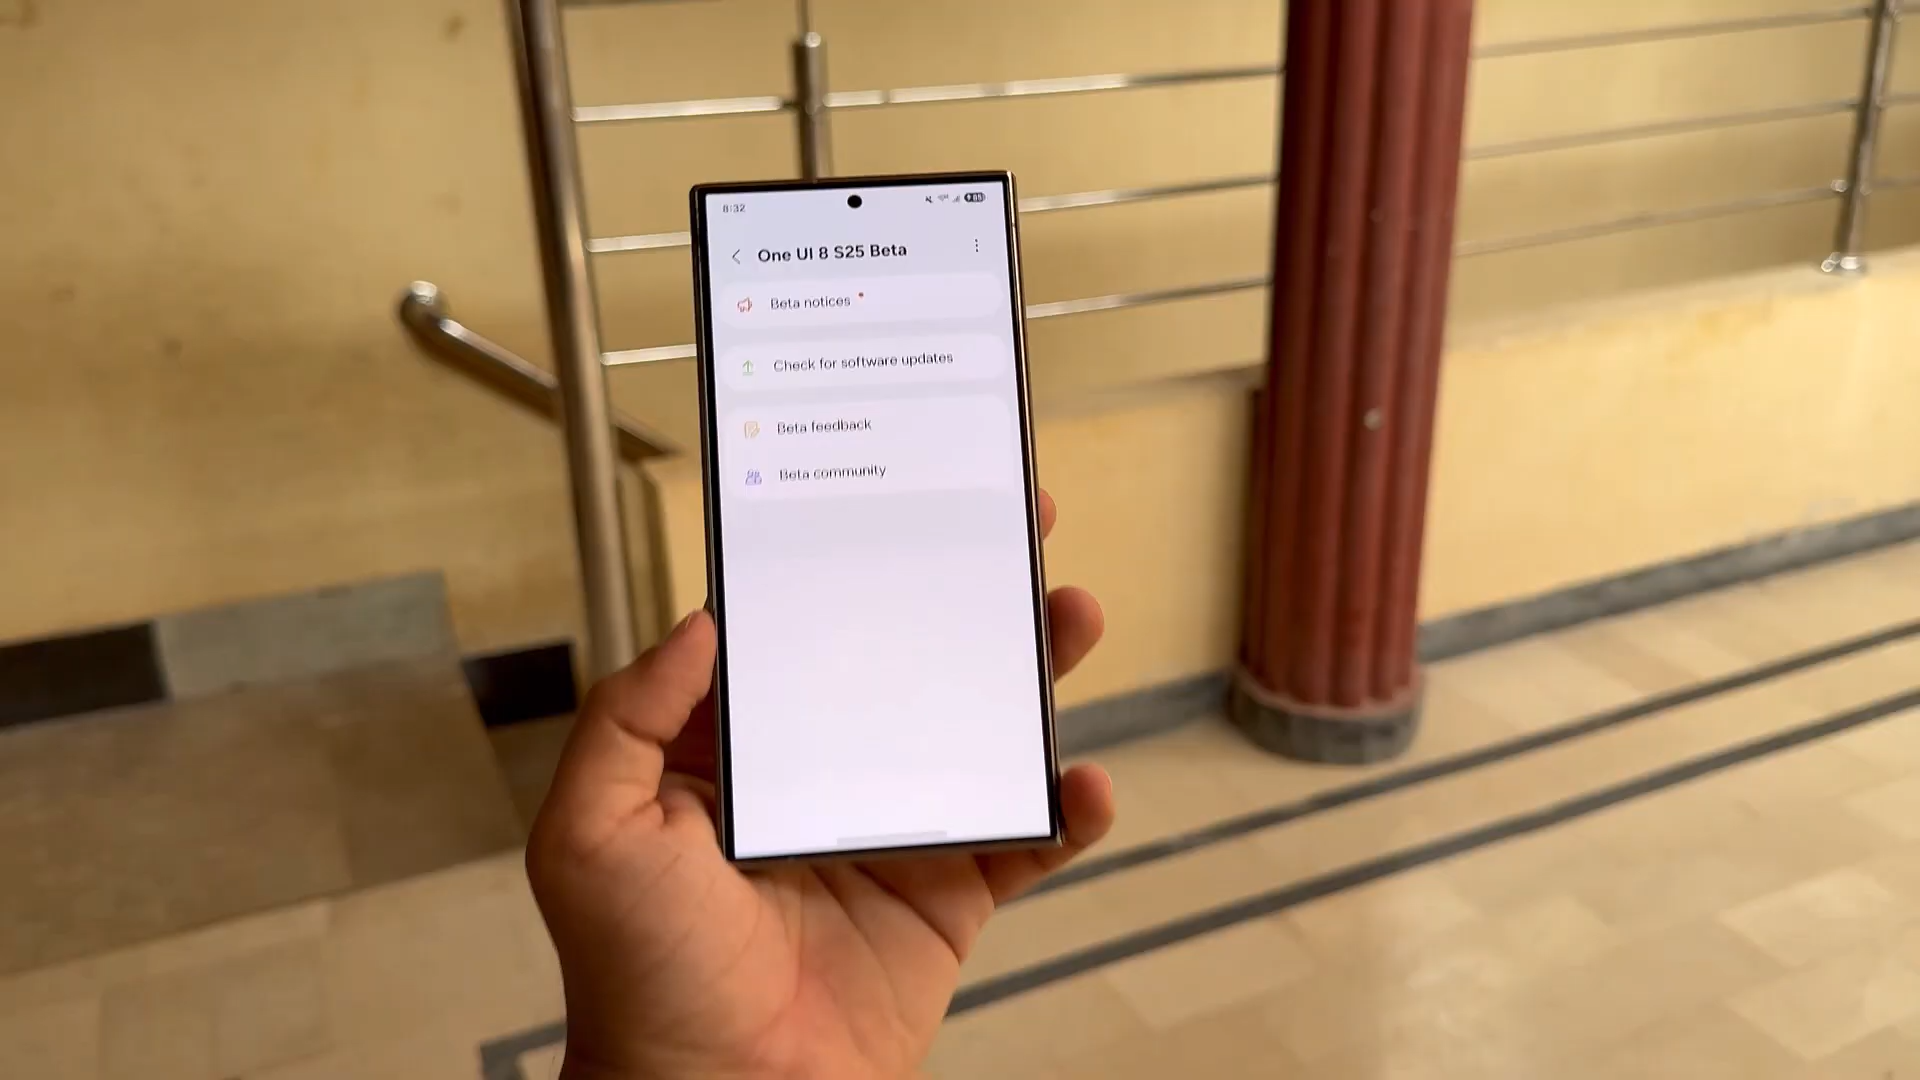 8:32
One UI 8 S25 Beta
Beta notices
Check for software updates
Beta feedback
Beta community